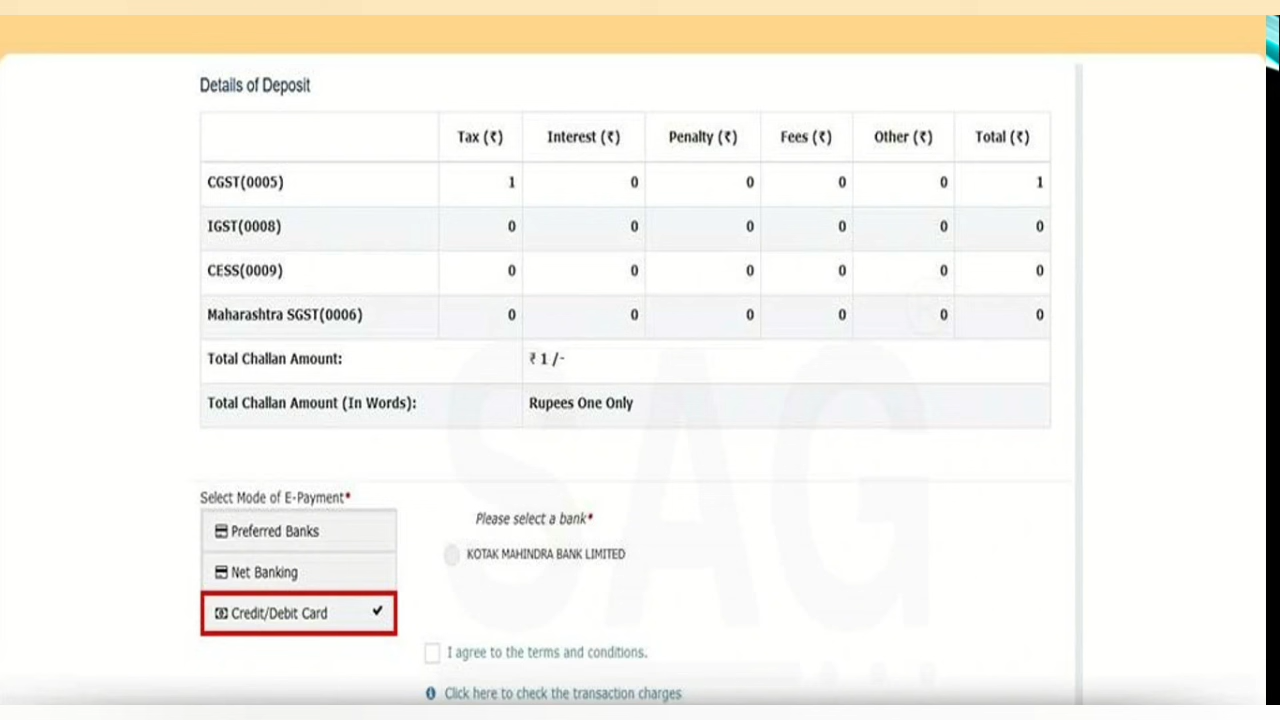 Details of Deposit
Tax (₹) Interest (₹) Penalty (₹) Fees (₹) Other (₹) Total (₹)
CGST(0005) 1 0 0 0 0 1
IGST(0008) 0 0 0 0 0 0
CESS(0009) 0 0 0 0 0 0
Maharashtra SGST(0006) 0 0 0 0 0 0
Total Challan Amount: ₹ 1 /-
Total Challan Amount (In Words): Rupees One Only
Select Mode of E-Payment•
Preferred Banks
Net Banking
Credit/Debit Card
Please select a bank•
KOTAK MAHINDRA BANK LIMITED
I agree to the terms and conditions.
Click here to check the transaction charges
SAG